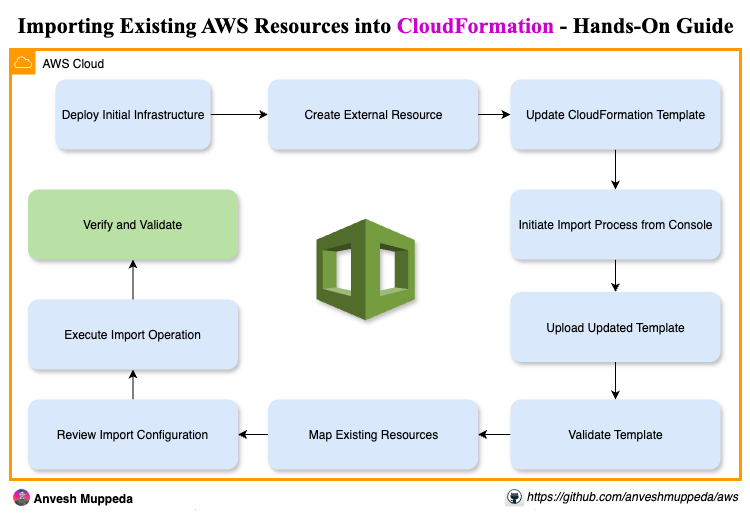 Importing Existing AWS Resources into CloudFormation - Hands-On Guide
AWS Cloud
Deploy Initial Infrastructure
Create External Resource
Update CloudFormation Template
Initiate Import Process from Console
Upload Updated Template
Validate Template
Map Existing Resources
Review Import Configuration
Execute Import Operation
Verify and Validate
Anvesh Muppeda
https://github.com/anveshmuppeda/aws